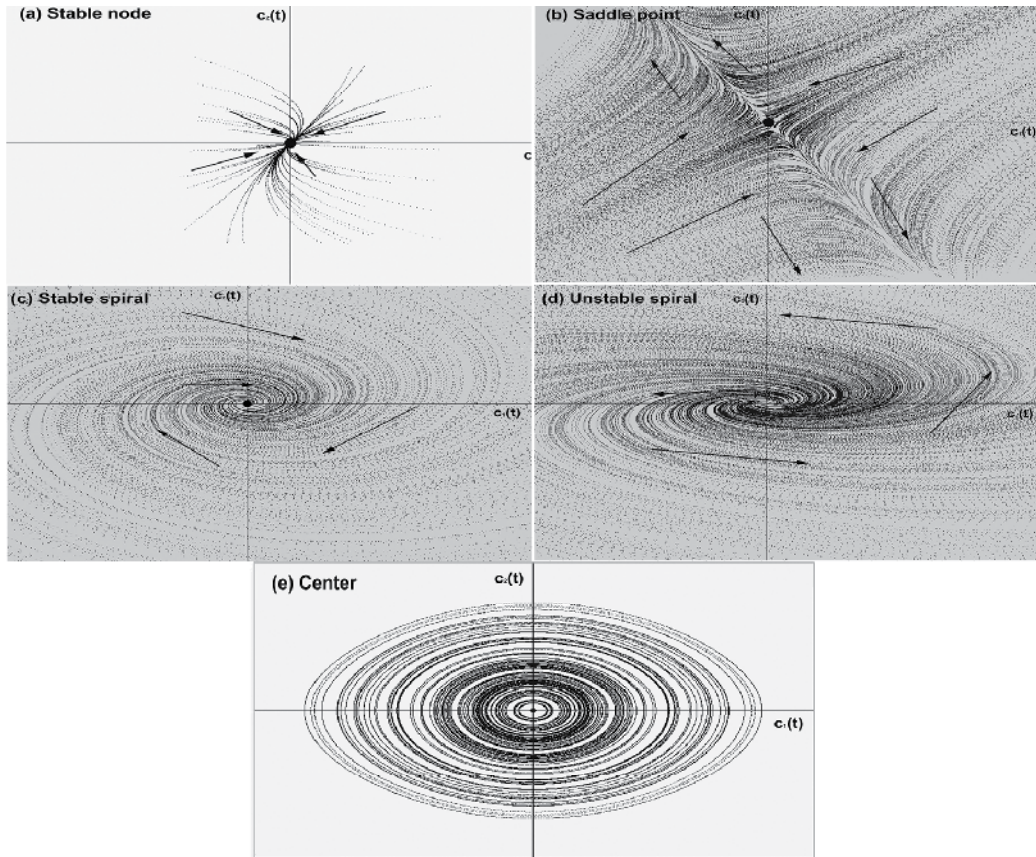 (a) Stable node
c₂(t)
c
(b) Saddle point
c₂(t)
c₁(t)
(c) Stable spiral
c₂(t)
c₁(t)
(d) Unstable spiral
c₂(t)
c₁(t)
(e) Center
c₂(t)
c₁(t)